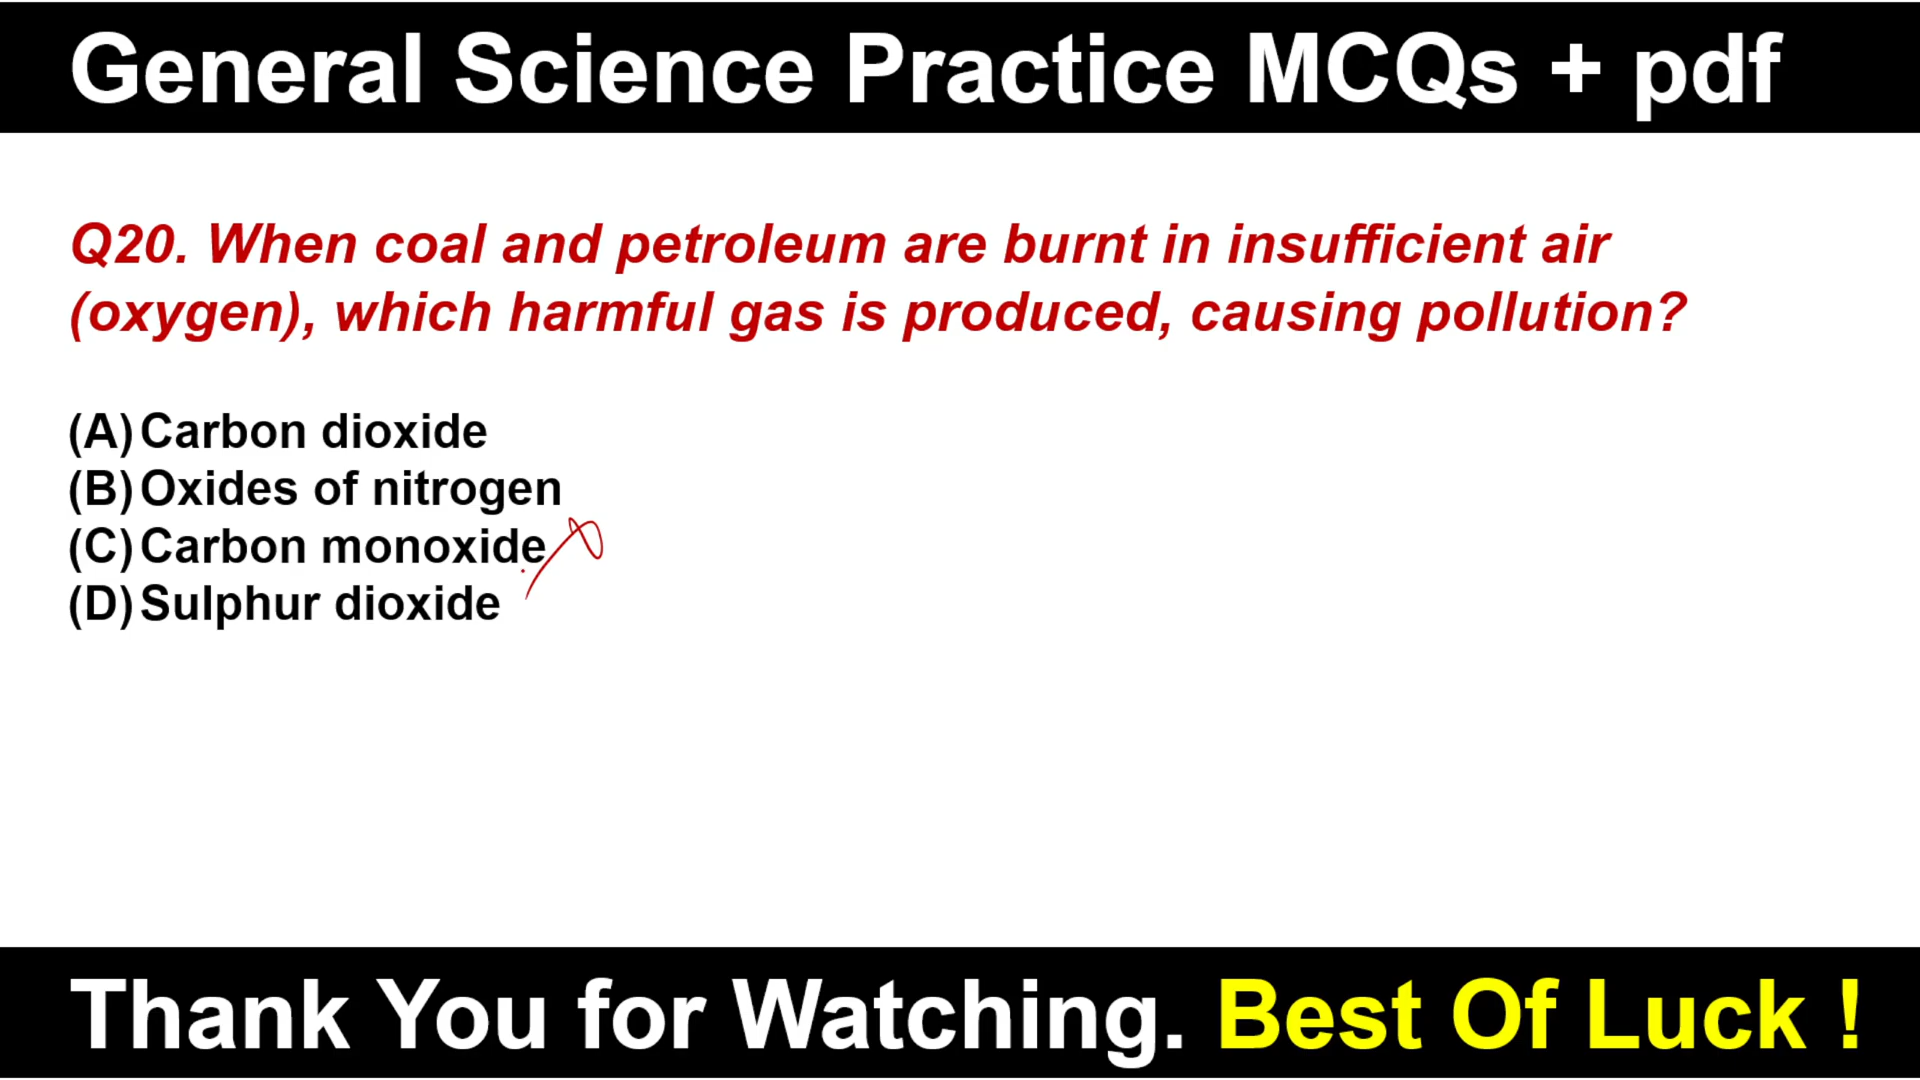 General Science Practice MCQs + pdf
Q20. When coal and petroleum are burnt in insufficient air
(oxygen), which harmful gas is produced, causing pollution?
(A) Carbon dioxide
(B) Oxides of nitrogen
(C) Carbon monoxide
(D) Sulphur dioxide
Thank You for Watching. Best Of Luck !